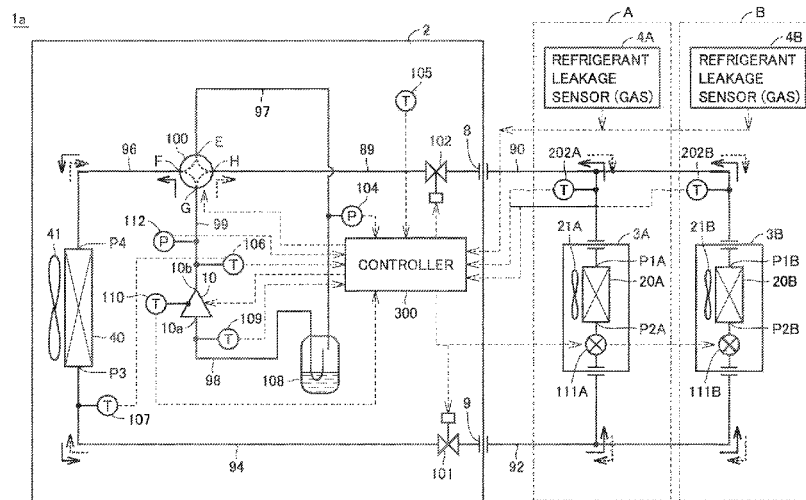 1a
2
A
B
4A
4B
REFRIGERANT
LEAKAGE
SENSOR (GAS)
REFRIGERANT
LEAKAGE
SENSOR (GAS)
105
T
97
100
E
96
F
H
89
102
8
90
202A
202B
G
104
T
T
99
P
112
P
106
41
P4
T
CONTROLLER
21A
3A
21B
3B
10b
10
P1A
P1B
110
T
20A
20B
109
300
40
10a
T
P2A
P2B
P3
98
108
111A
111B
T
107
9
94
101
92